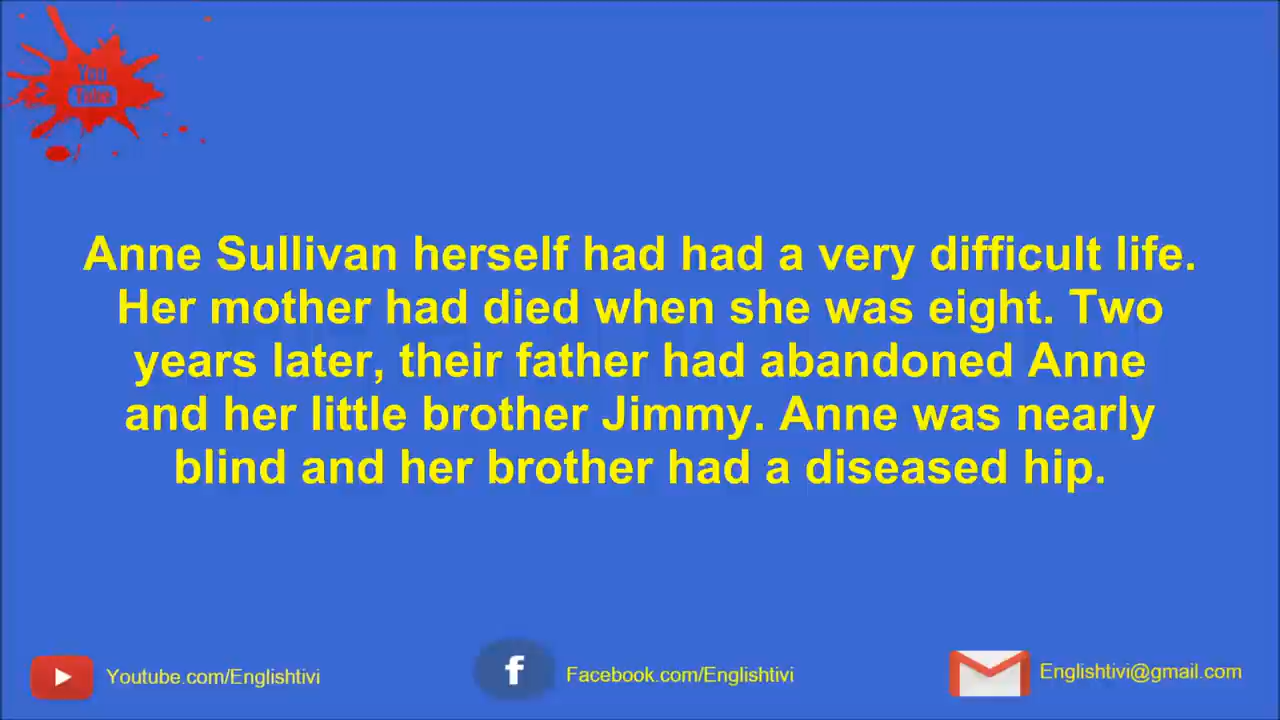 You
Video
Anne Sullivan herself had had a very difficult life.
Her mother had died when she was eight. Two
years later, their father had abandoned Anne
and her little brother Jimmy. Anne was nearly
blind and her brother had a diseased hip.
Youtube.com/Englishtivi
f
Facebook.com/Englishtivi
Englishtivi@gmail.com